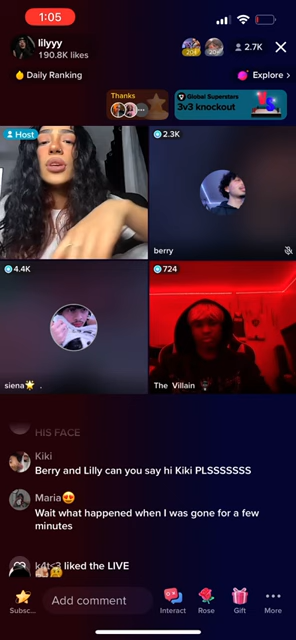 1:05
lilyyy
190.8K likes
2.7K
Daily Ranking
Explore >
Thanks
Global Superstars
3v3 knockout
Host
2.3K
berry
4.4K
724
siena🌟 .
The Villain
HIS FACE
Kiki
Berry and Lilly can you say hi Kiki PLSSSSSSS
Maria😍
Wait what happened when I was gone for a few
minutes
liked the LIVE
Subsc...
Add comment
Interact
Rose
Gift
More